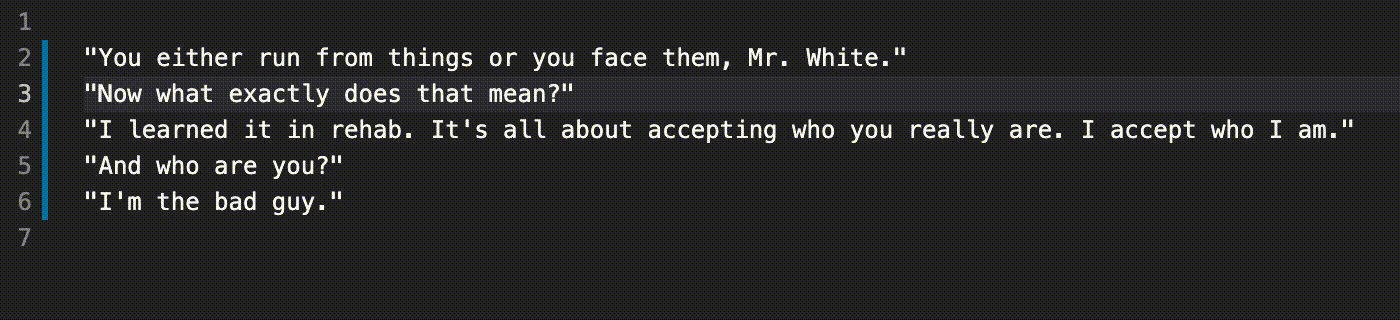 1
2 "You either run from things or you face them, Mr. White."
3 "Now what exactly does that mean?"
4 "I learned it in rehab. It's all about accepting who you really are. I accept who I am."
5 "And who are you?"
6 "I'm the bad guy."
7